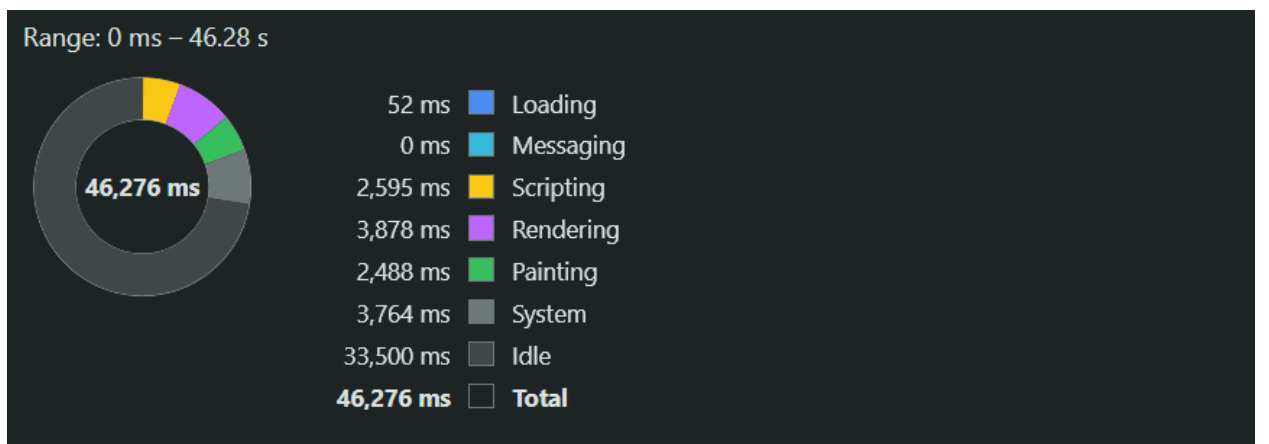 Range: 0 ms – 46.28 s
46,276 ms
52 ms Loading
0 ms Messaging
2,595 ms Scripting
3,878 ms Rendering
2,488 ms Painting
3,764 ms System
33,500 ms Idle
46,276 ms Total